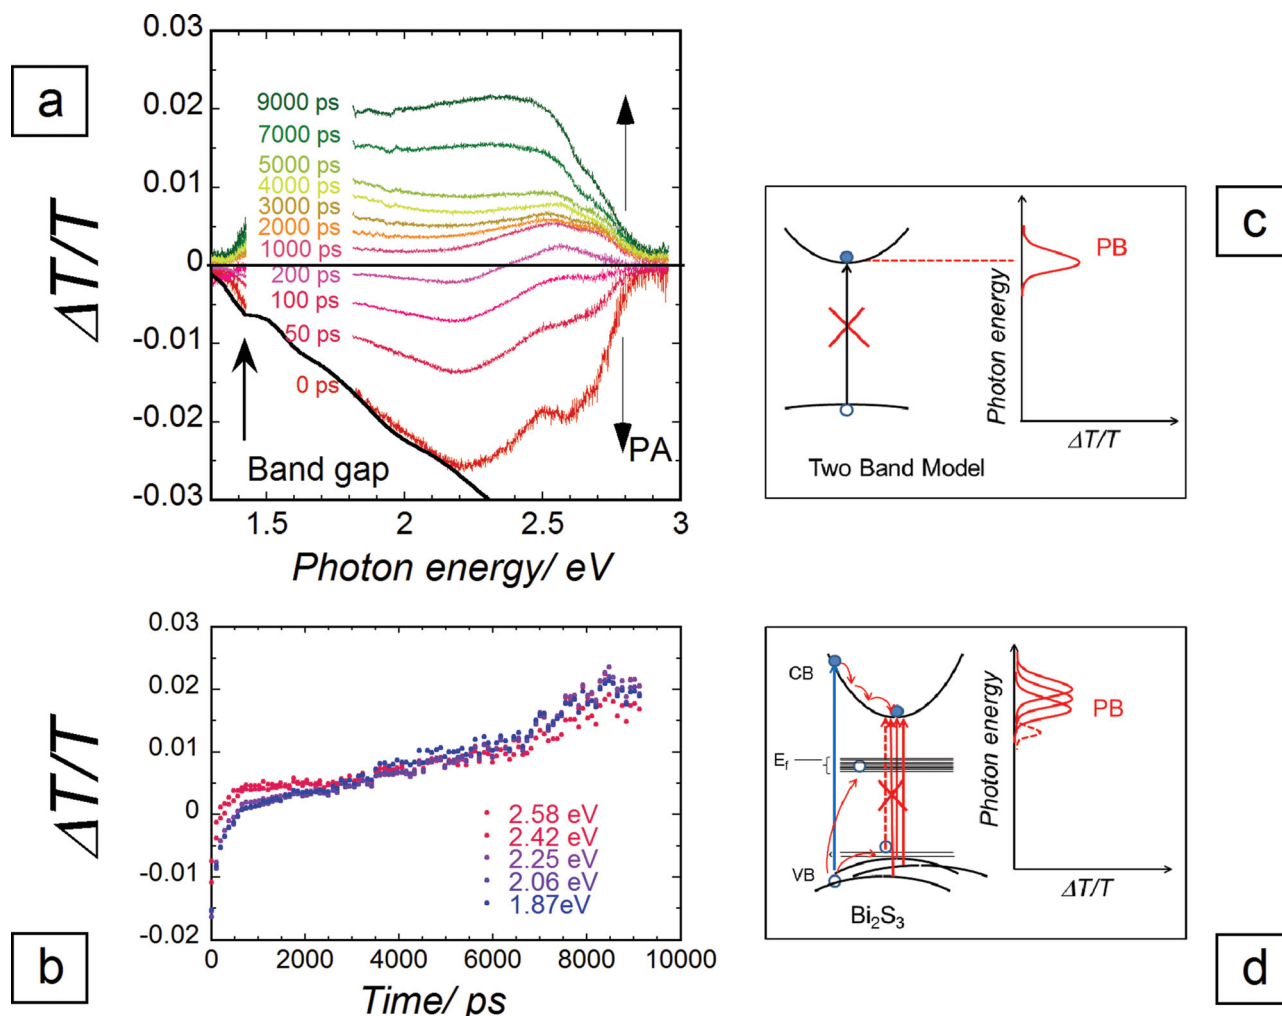 a
ΔT/T
0.03
0.02
0.01
0
-0.01
-0.02
-0.03
9000 ps
7000 ps
5000 ps
4000 ps
3000 ps
2000 ps
1000 ps
200 ps
100 ps
50 ps
0 ps
Band gap
PA
1.5
2
2.5
3
Photon energy/ eV
b
ΔT/T
0.03
0.02
0.01
0
-0.01
-0.02
2.58 eV
2.42 eV
2.25 eV
2.06 eV
1.87eV
0
2000
4000
6000
8000
10000
Time/ ps
c
Photon energy
PB
ΔT/T
Two Band Model
d
CB
Ef
VB
Bi2S3
Photon energy
PB
ΔT/T